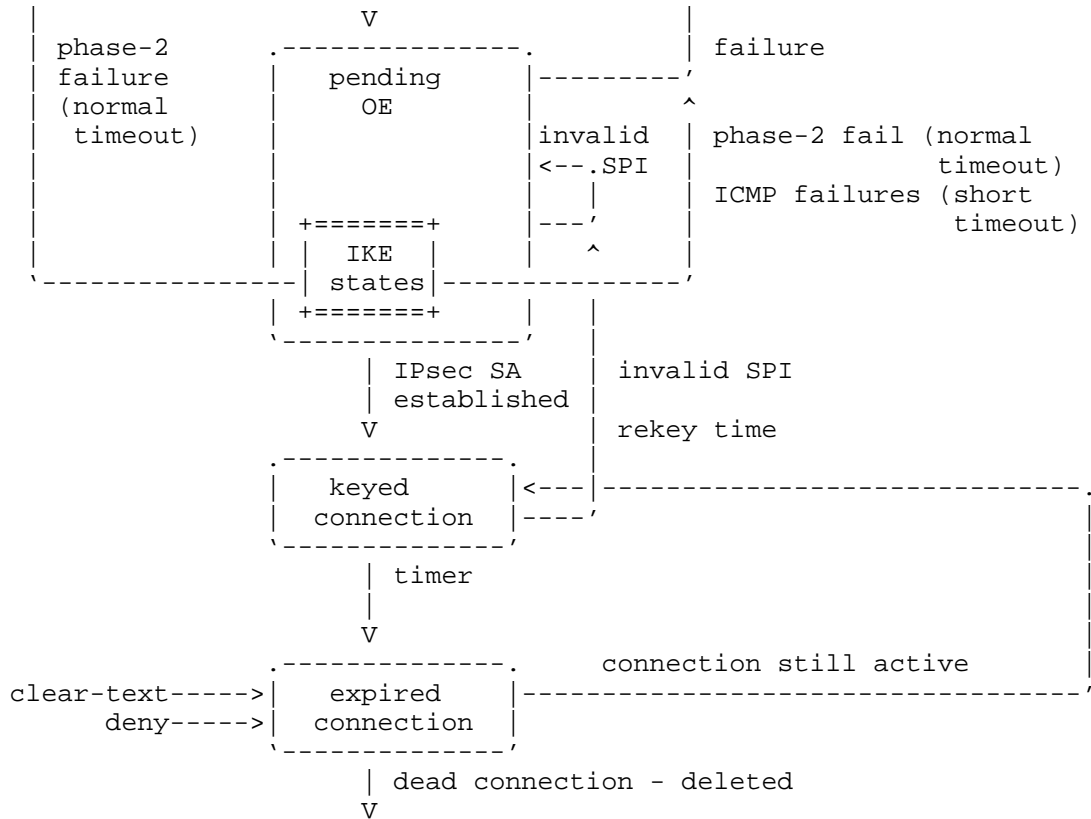 V
phase-2 failure
failure pending
(normal OE
timeout) invalid phase-2 fail (normal
SPI timeout)
ICMP failures (short
timeout)
IKE
states
IPsec SA invalid SPI
established
V rekey time
keyed
connection
timer
V
connection still active
clear-text expired
deny connection
dead connection - deleted
V